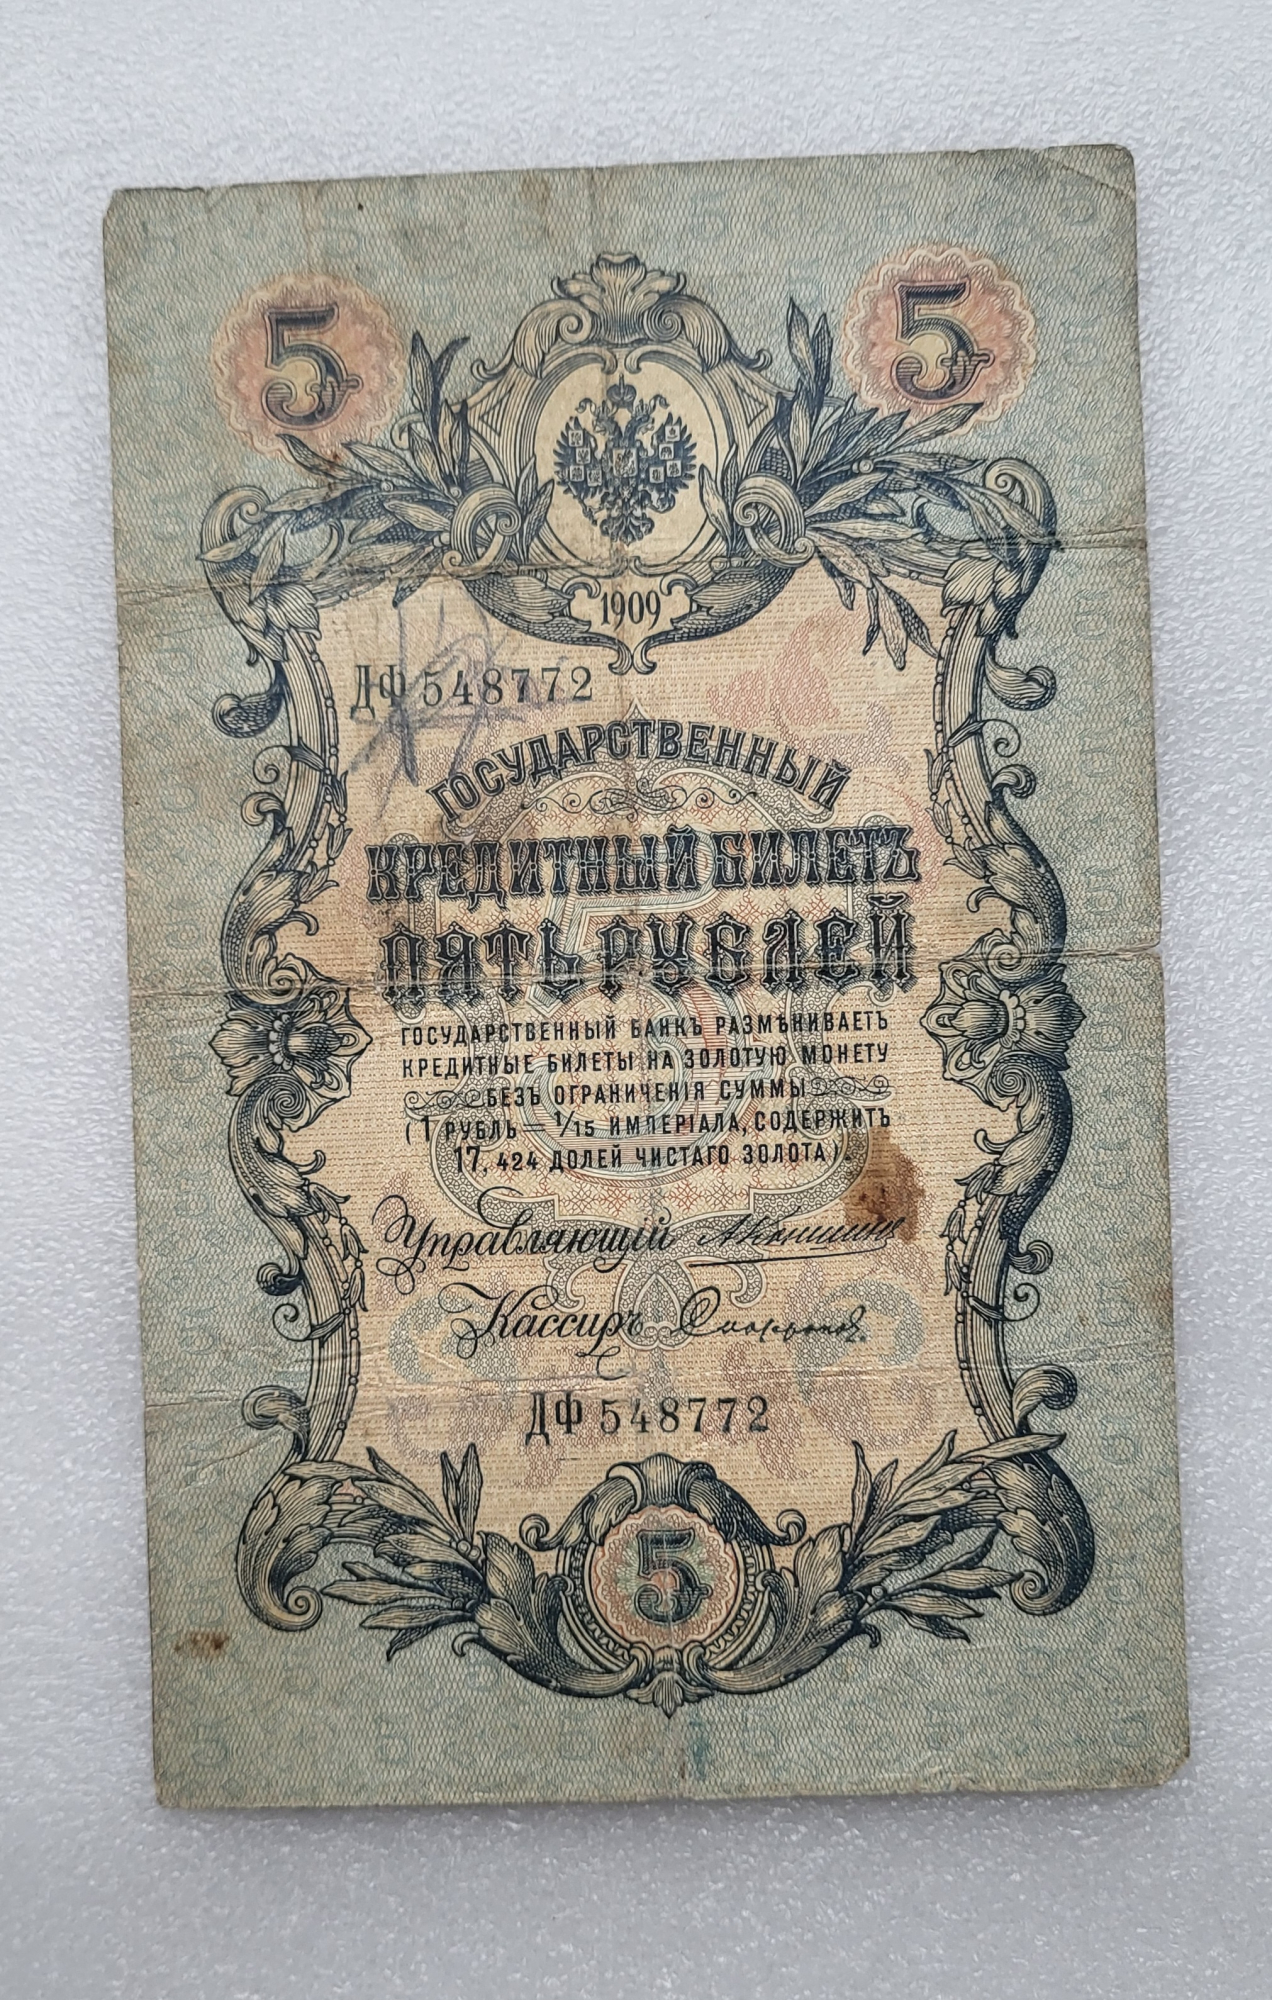 5 5
1909
ДФ 548772
ГОСУДАРСТВЕННЫЙ
КРЕДИТНЫЙ БИЛЕТЪ
ПЯТЬ РУБЛЕЙ
ГОСУДАРСТВЕННЫЙ БАНКЪ РАЗМѢНИВАЕТЪ
КРЕДИТНЫЕ БИЛЕТЫ НА ЗОЛОТУЮ МОНЕТУ
БЕЗЪ ОГРАНИЧЕНІЯ СУММЫ
(1 РУБЛЬ = 1/15 ИМПЕРІАЛА, СОДЕРЖИТЪ
17,424 ДОЛЕЙ ЧИСТАГО ЗОЛОТА).
Управляющій АКоншинъ
Кассиръ
ДФ 548772
5